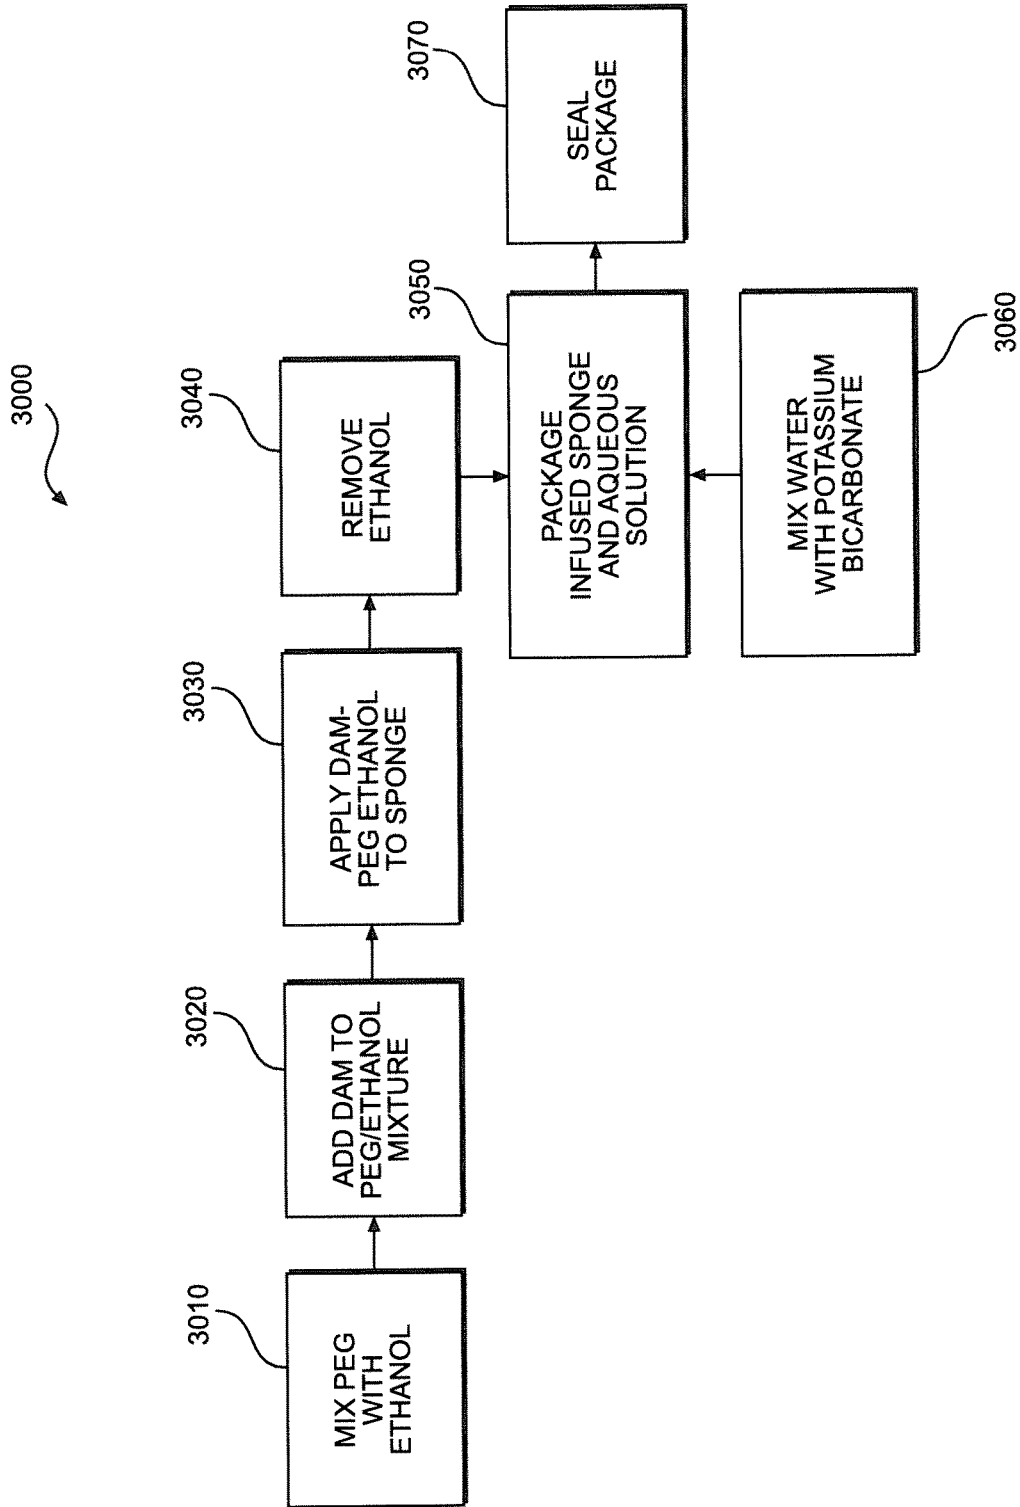 3000
3010
MIX PEG
WITH
ETHANOL
3020
ADD DAM TO
PEG/ETHANOL
MIXTURE
3030
APPLY DAM-
PEG ETHANOL
TO SPONGE
3040
REMOVE
ETHANOL
3050
PACKAGE
INFUSED SPONGE
AND AQUEOUS
SOLUTION
3060
MIX WATER
WITH POTASSIUM
BICARBONATE
3070
SEAL
PACKAGE